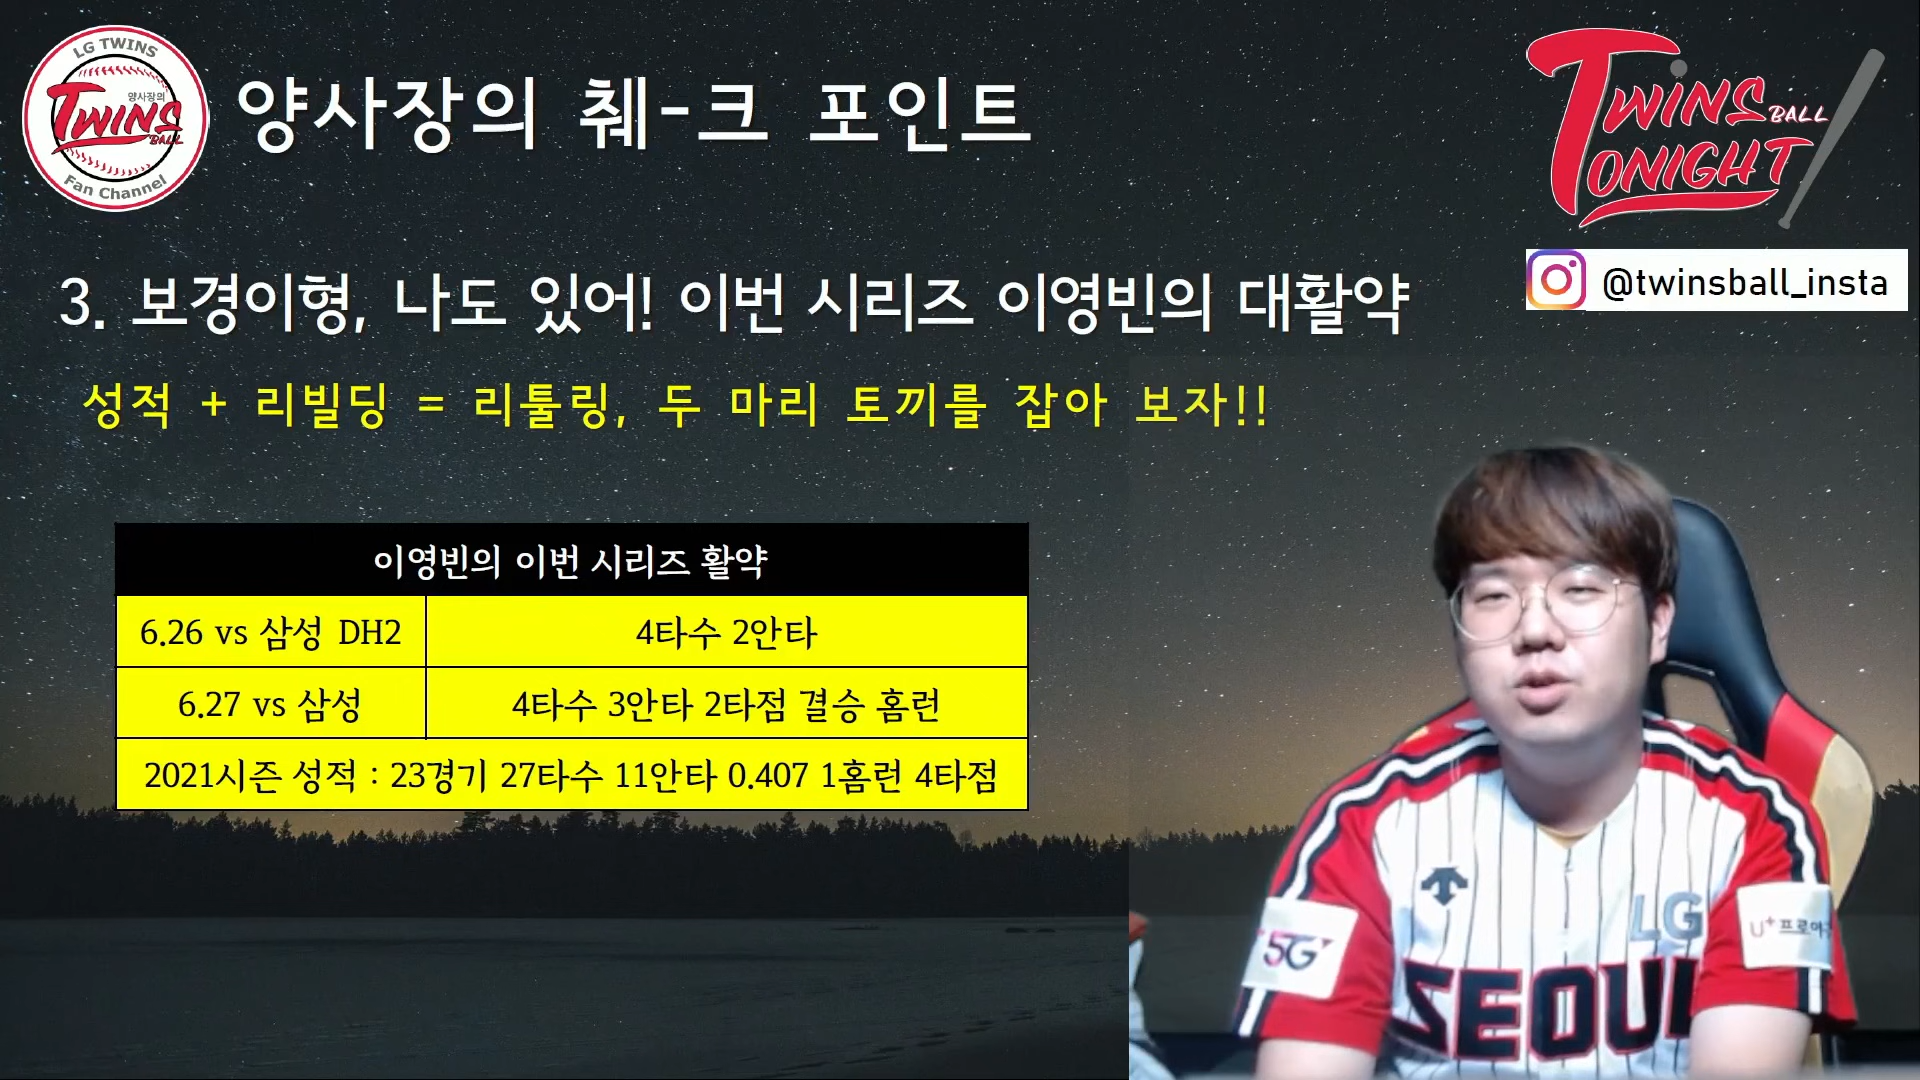 LG TWINS
양사장의
TWINS
BALL
Fan Channel
양사장의 췌-크 포인트
TWINS BALL
TONIGHT
@twinsball_insta
3. 보경이형, 나도 있어! 이번 시리즈 이영빈의 대활약
성적 + 리빌딩 = 리툴링, 두 마리 토끼를 잡아 보자!!
이영빈의 이번 시리즈 활약
6.26 vs 삼성 DH2 4타수 2안타
6.27 vs 삼성 4타수 3안타 2타점 결승 홈런
2021시즌 성적 : 23경기 27타수 11안타 0.407 1홈런 4타점
5G
LG
U+프로야
SEOUL